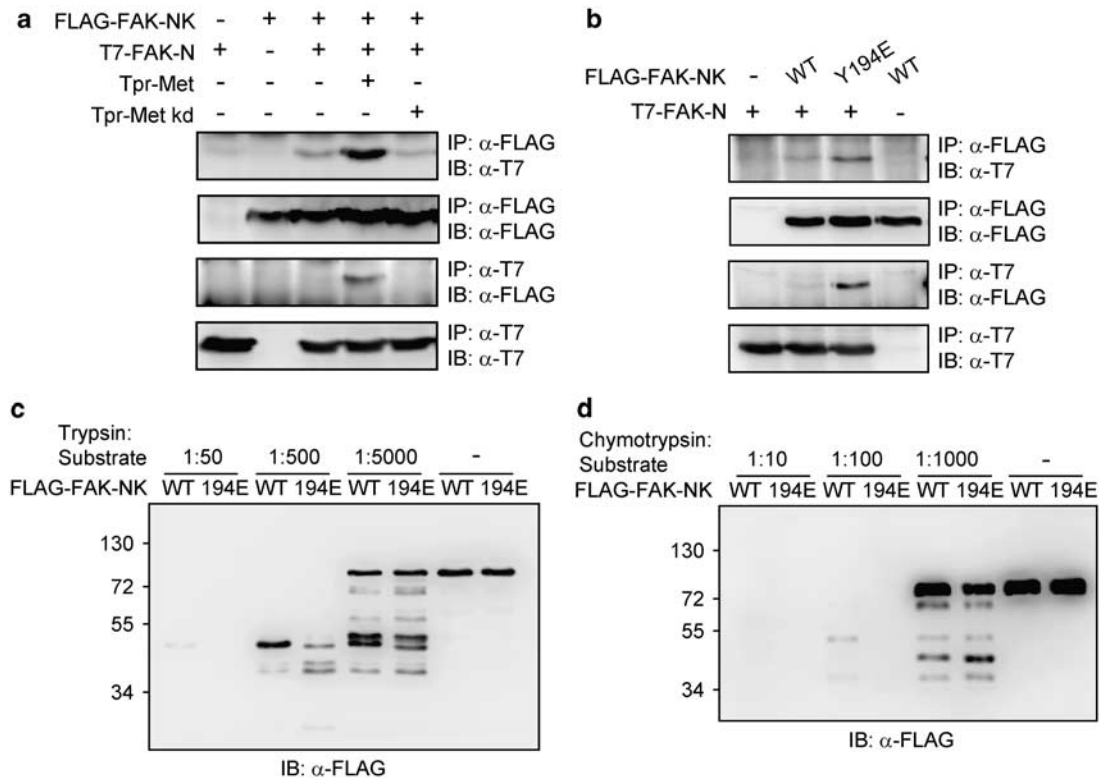 a
FLAG-FAK-NK - + + + +
T7-FAK-N + - + + +
Tpr-Met - - - + -
Tpr-Met kd - - - - +
IP: α-FLAG
IB: α-T7
IP: α-FLAG
IB: α-FLAG
IP: α-T7
IB: α-FLAG
IP: α-T7
IB: α-T7
b
FLAG-FAK-NK - WT Y194E WT
T7-FAK-N + + + -
IP: α-FLAG
IB: α-T7
IP: α-FLAG
IB: α-FLAG
IP: α-T7
IB: α-FLAG
IP: α-T7
IB: α-T7
c
Trypsin:
Substrate 1:50 1:500 1:5000 -
FLAG-FAK-NK WT 194E WT 194E WT 194E WT 194E
130
72
55
34
IB: α-FLAG
d
Chymotrypsin:
Substrate 1:10 1:100 1:1000 -
FLAG-FAK-NK WT 194E WT 194E WT 194E WT 194E
130
72
55
34
IB: α-FLAG